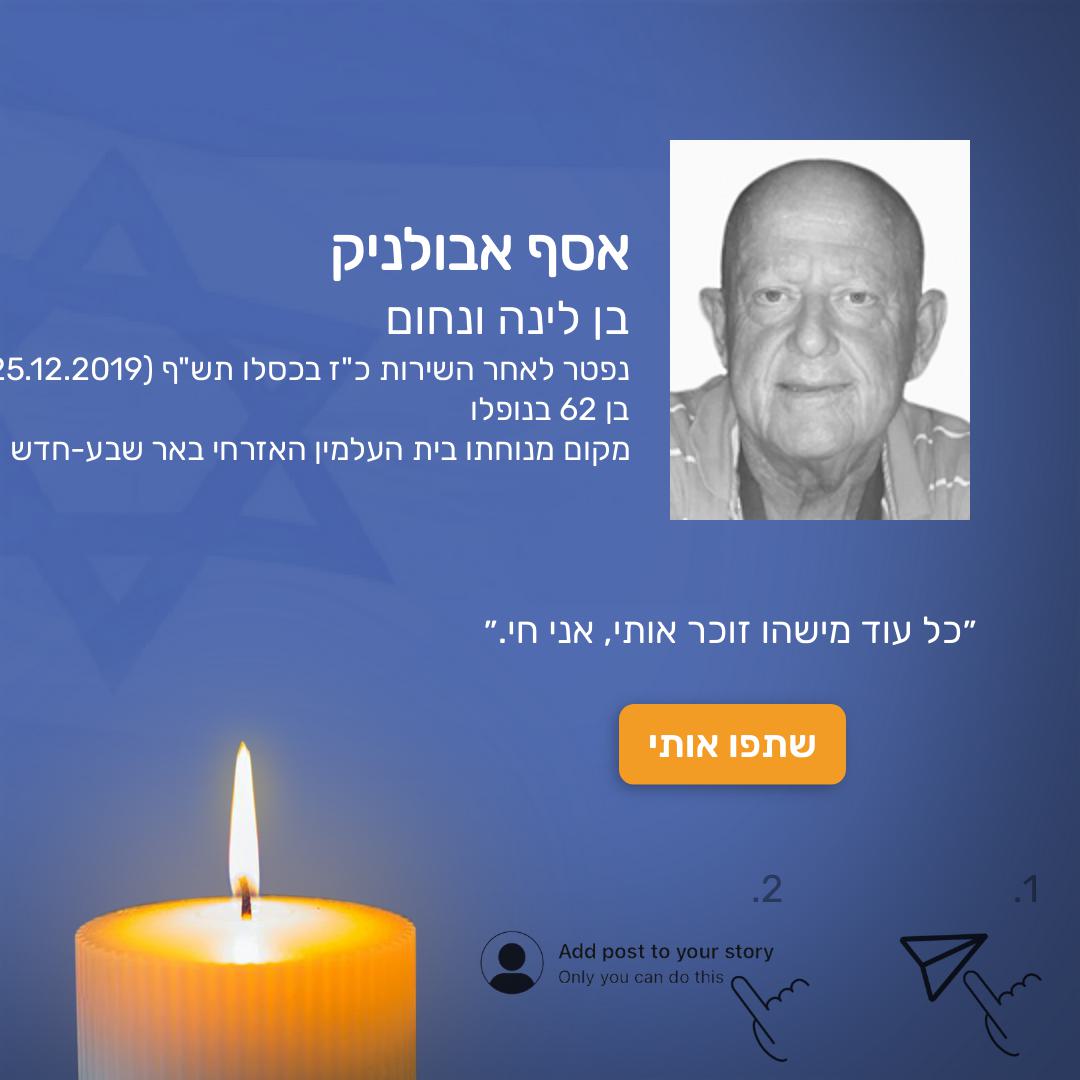 אסף אבולניק
בן לינה ונחום
נפטר לאחר השירות כ"ז בכסלו תש"ף (25.12.2019
בן 62 בנופלו
מקום מנוחתו בית העלמין האזרחי באר שבע-חדש
״כל עוד מישהו זוכר אותי, אני חי.״
שתפו אותי
1.
2.
Add post to your story
Only you can do this